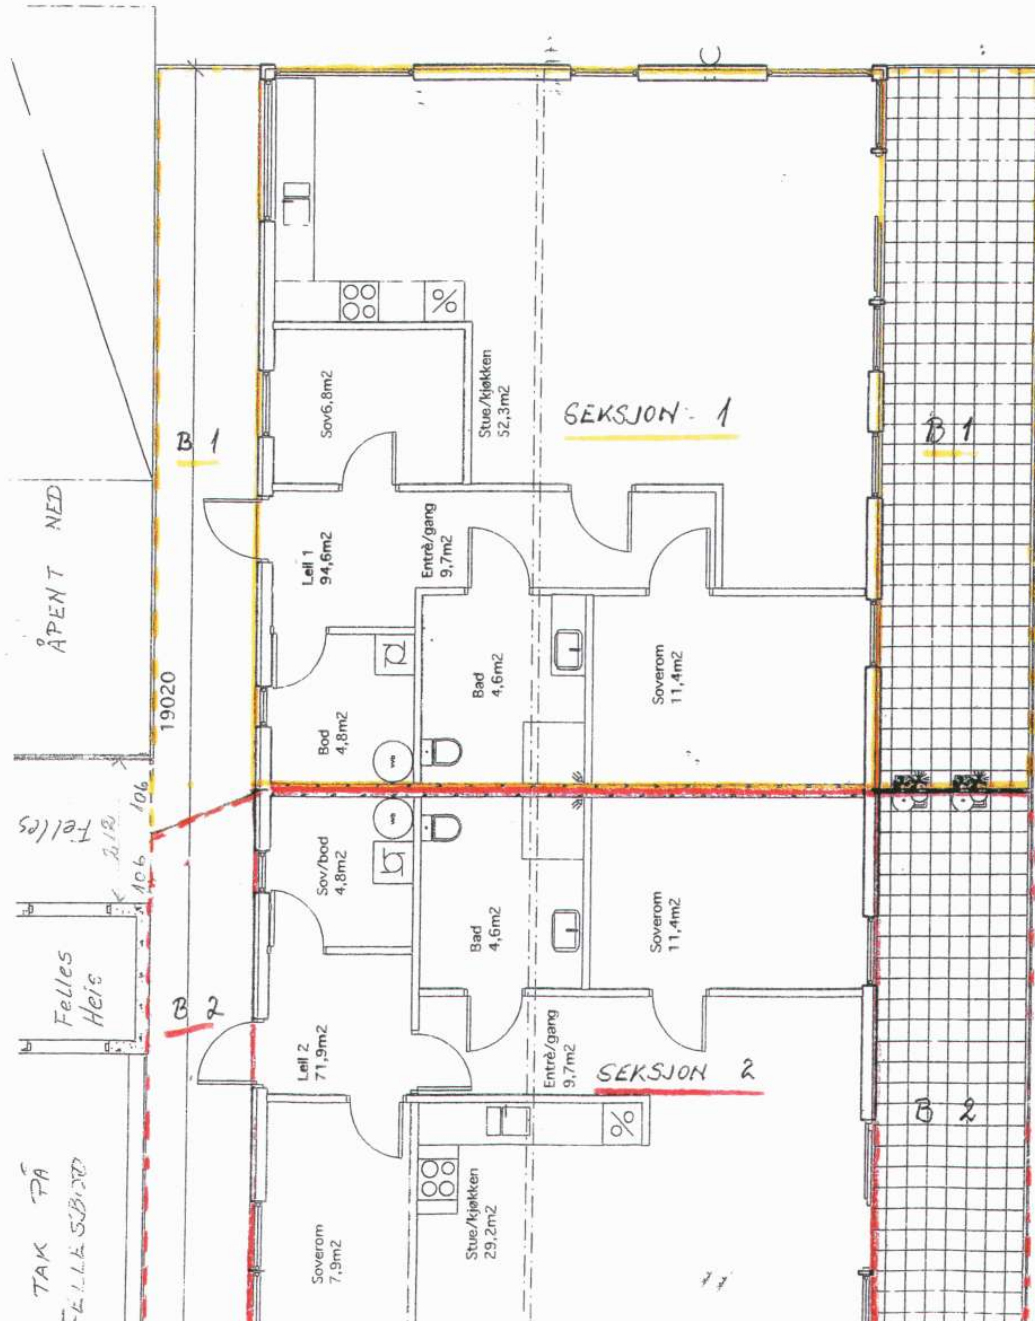 Stue/kjøkken
52,3m2
Sov6,8m2
SEKSJON 1
B 1
B 1
ÅPENT NED
19020
Leil 1
94,6m2
Entrè/gang
9,7m2
Bod
4,8m2
Bad
4,6m2
Soverom
11,4m2
Felles
106
212
106
Sov/bod
4,8m2
Bad
4,6m2
Soverom
11,4m2
Felles
Heis
B 2
Leil 2
71,9m2
Entrè/gang
9,7m2
SEKSJON 2
B 2
TAK PÅ
Soverom
7,9m2
Stue/kjøkken
29,2m2